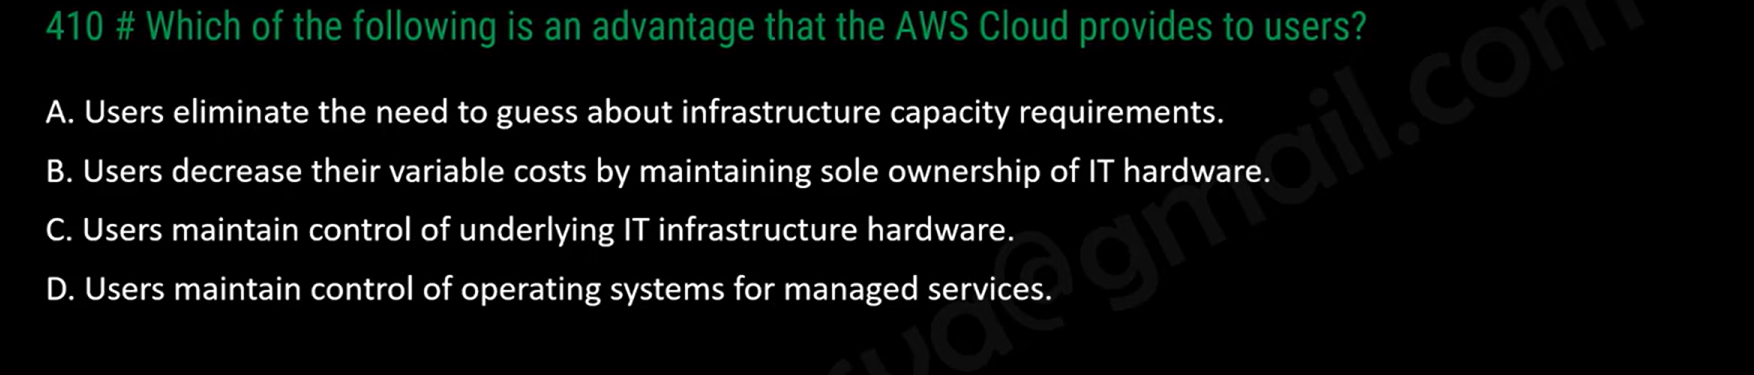 410 # Which of the following is an advantage that the AWS Cloud provides to users?
A. Users eliminate the need to guess about infrastructure capacity requirements.
B. Users decrease their variable costs by maintaining sole ownership of IT hardware.
C. Users maintain control of underlying IT infrastructure hardware.
D. Users maintain control of operating systems for managed services.